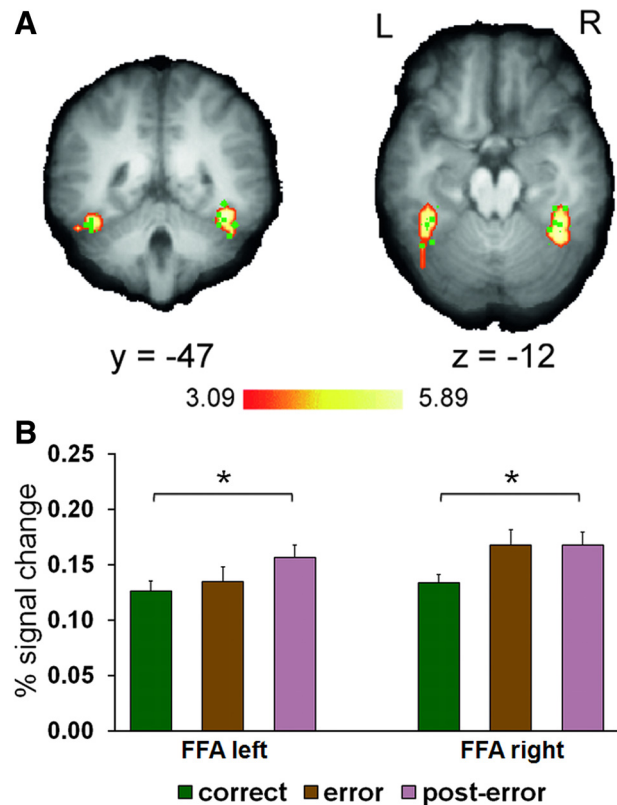 A
L R
y = -47 z = -12
3.09 5.89
B
% signal change
0.25
0.20
0.15
0.10
0.05
0.00
* *
FFA left FFA right
correct error post-error